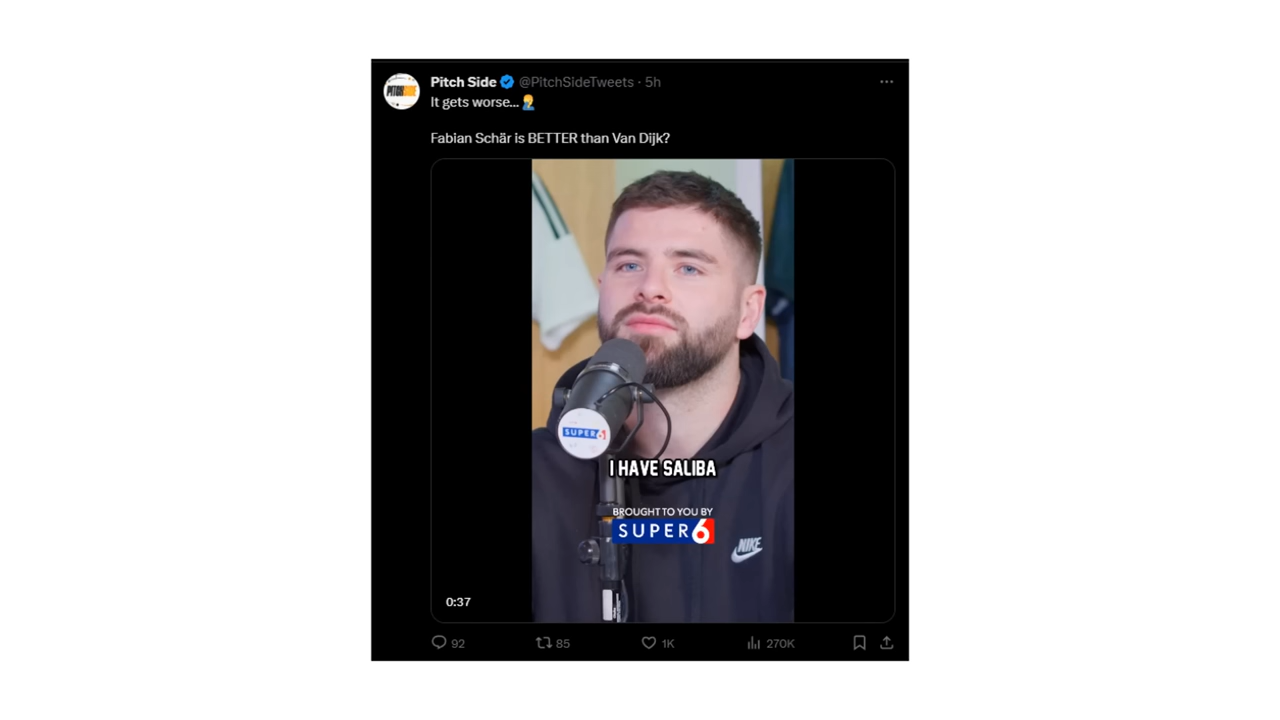 Pitch Side @PitchSideTweets · 5h
It gets worse...🤦‍♂️
Fabian Schär is BETTER than Van Dijk?
PITCHSIDE
SUPER 6
I HAVE SALIBA
BROUGHT TO YOU BY
SUPER 6
NIKE
0:37
92 85 1K 270K